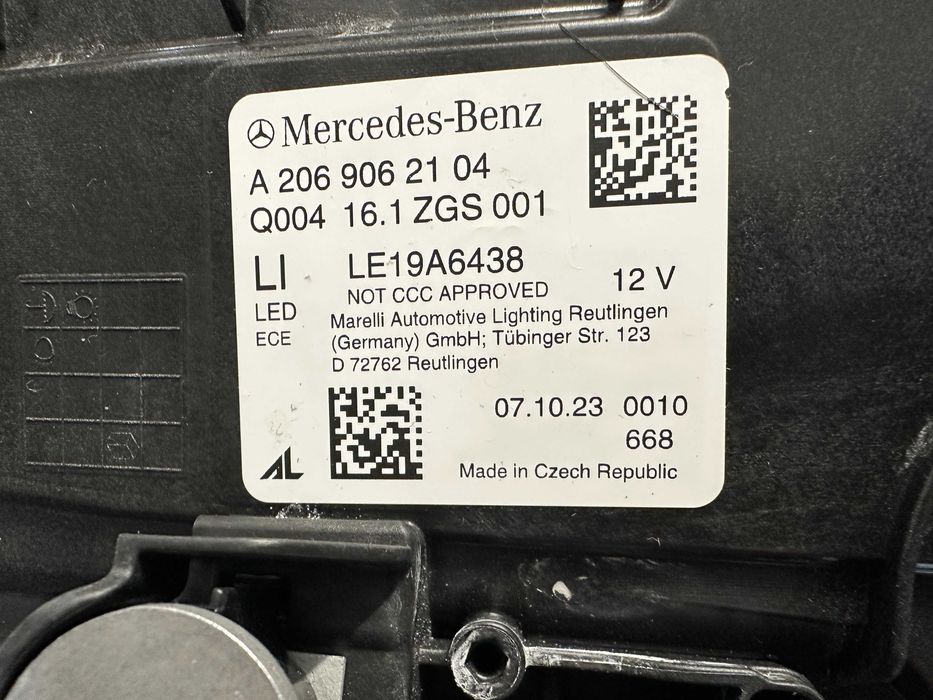 Mercedes-Benz
A 206 906 21 04
Q004 16.1 ZGS 001
LI LE19A6438 12 V
LED NOT CCC APPROVED
ECE Marelli Automotive Lighting Reutlingen
(Germany) GmbH; Tübinger Str. 123
D 72762 Reutlingen
07.10.23 0010
668
AL Made in Czech Republic